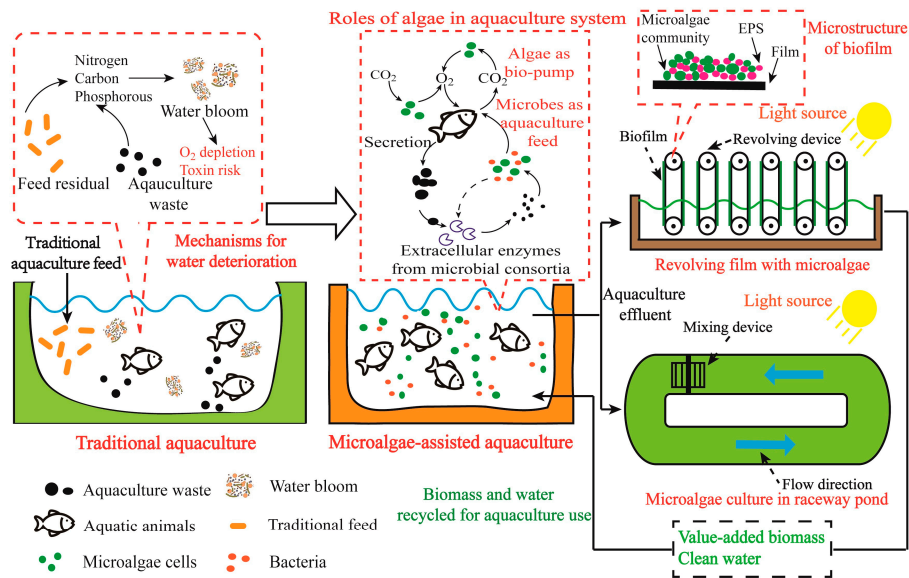 Roles of algae in aquaculture system
Nitrogen
Carbon
Phosphorous
Water bloom
O2 depletion
Toxin risk
Feed residual
Aqauculture
waste
Mechanisms for
water deterioration
Traditional
aquaculture feed
Traditional aquaculture
CO2
O2
CO2
Algae as
bio-pump
Microbes as
aquaculture
feed
Secretion
Extracellular enzymes
from microbial consortia
Microalgae-assisted aquaculture
Microalgae
community
EPS
Film
Microstructure
of biofilm
Light source
Biofilm
Revolving device
Revolving film with microalgae
Aquaculture
effluent
Light source
Mixing device
Flow direction
Microalgae culture in raceway pond
Value-added biomass
Clean water
Biomass and water
recycled for aquaculture use
Aquaculture waste
Water bloom
Aquatic animals
Traditional feed
Microalgae cells
Bacteria